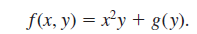 f(x, y) = x²y + g(y).